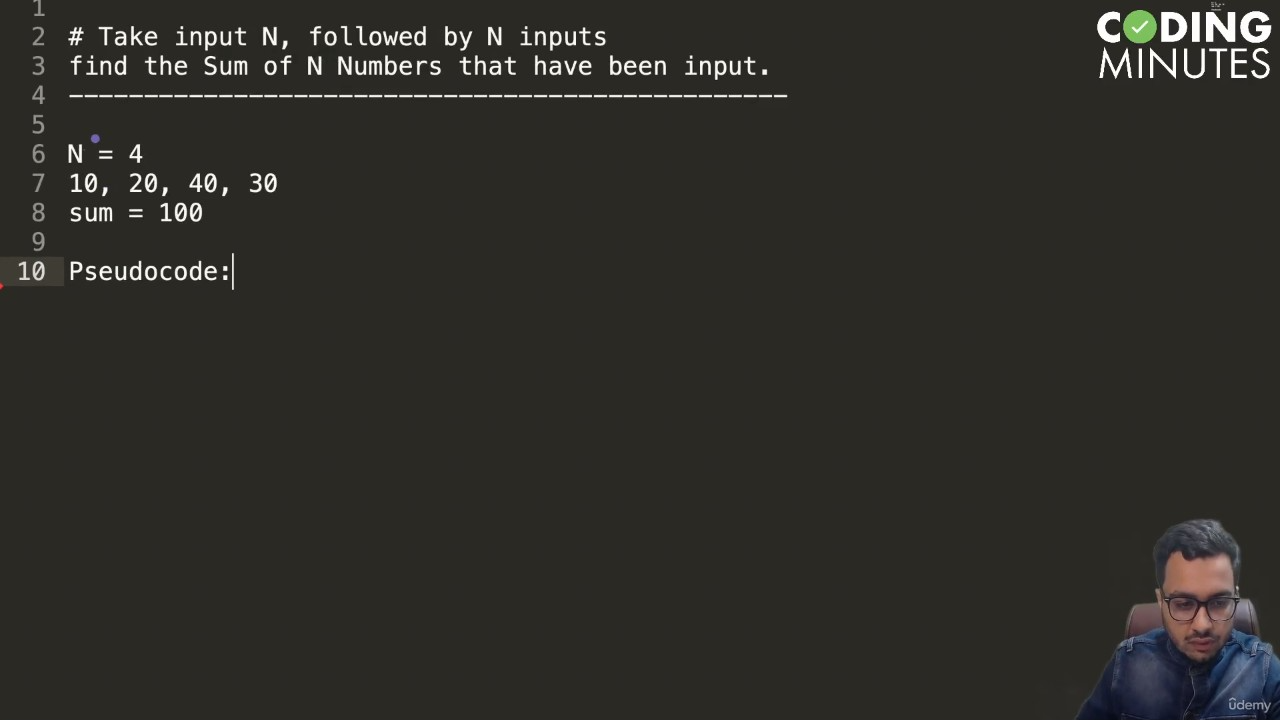 CODING
MINUTES
1
2 # Take input N, followed by N inputs
3 find the Sum of N Numbers that have been input.
4 ------------------------------------------------
5
6 N = 4
7 10, 20, 40, 30
8 sum = 100
9
10 Pseudocode:
ûdemy